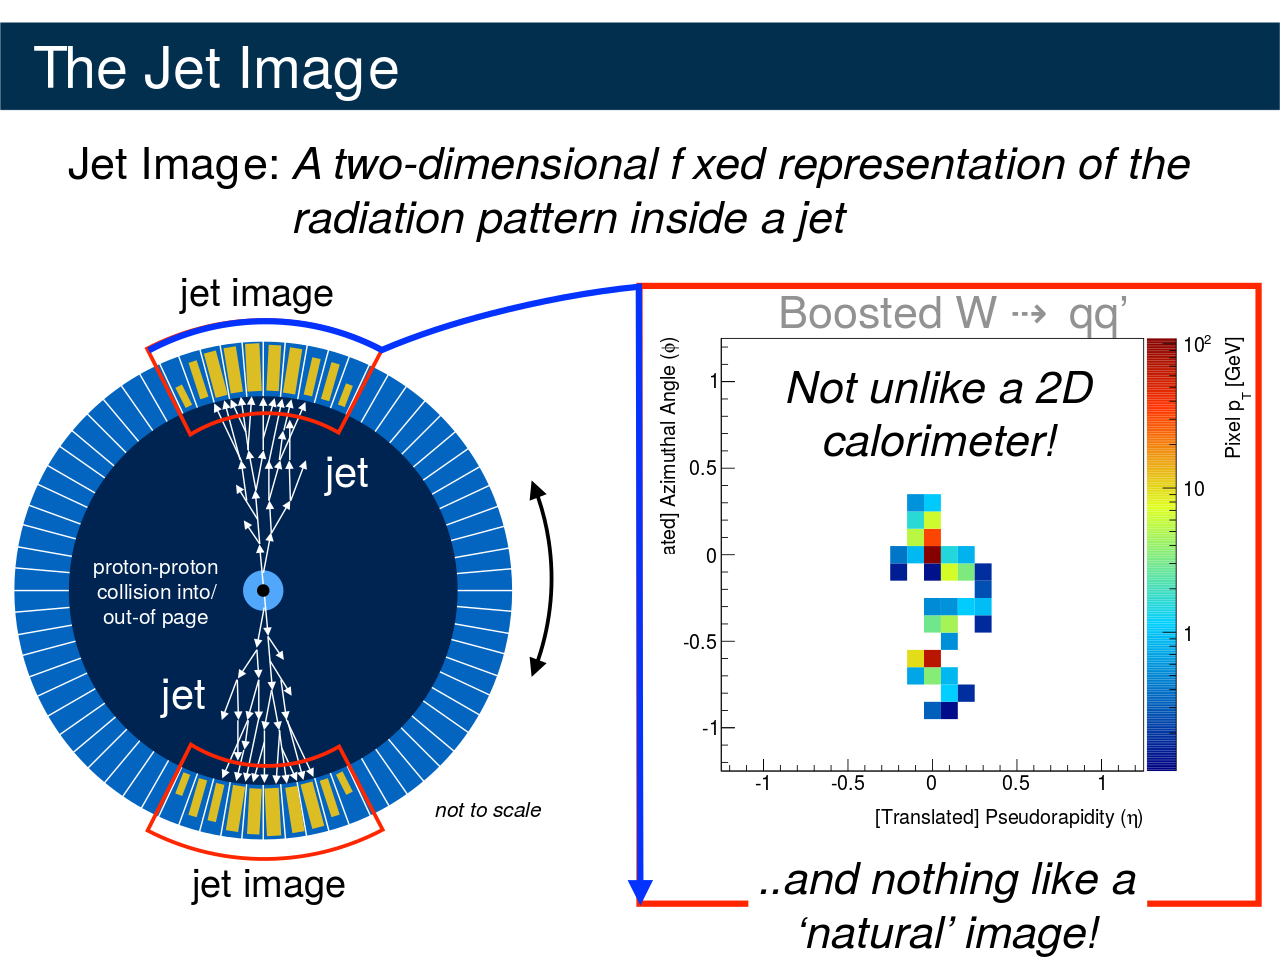 The Jet Image
Jet Image: A two-dimensional f xed representation of the
radiation pattern inside a jet
jet image
jet
proton-proton
collision into/
out-of page
jet
not to scale
jet image
Boosted W ⇢ qq’
Not unlike a 2D
calorimeter!
ated] Azimuthal Angle (ϕ)
1
0.5
0
-0.5
-1
-1
-0.5
0
0.5
1
[Translated] Pseudorapidity (η)
10²
10
1
Pixel p_T [GeV]
..and nothing like a
‘natural’ image!